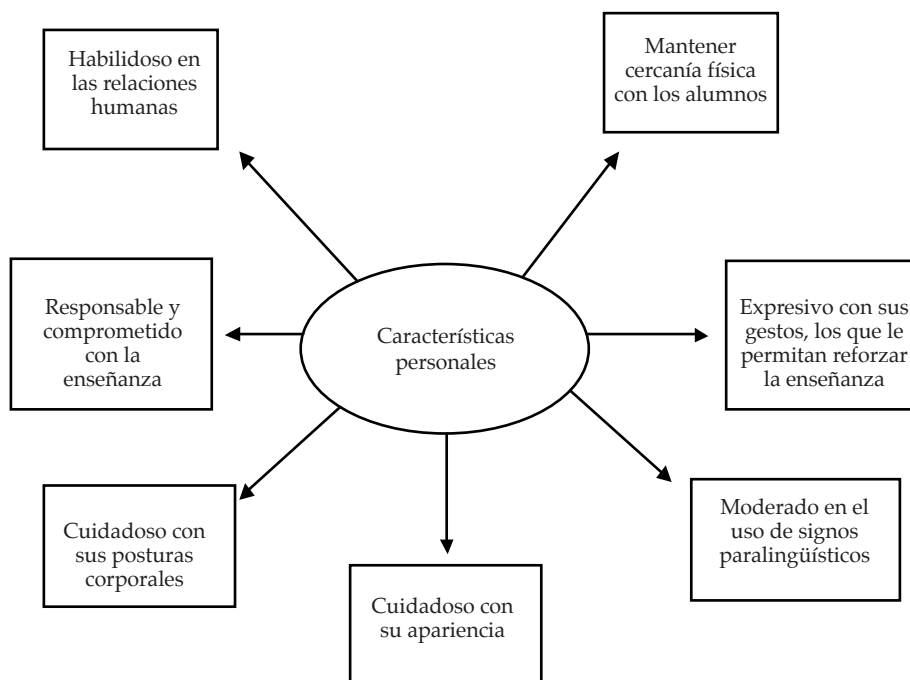 Habilidoso en
las relaciones
humanas
Mantener
cercanía física
con los alumnos
Responsable y
comprometido
con la
enseñanza
Características
personales
Expresivo con sus
gestos, los que le
permitan reforzar
la enseñanza
Cuidadoso con
sus posturas
corporales
Cuidadoso con
su apariencia
Moderado en el
uso de signos
paralingüísticos